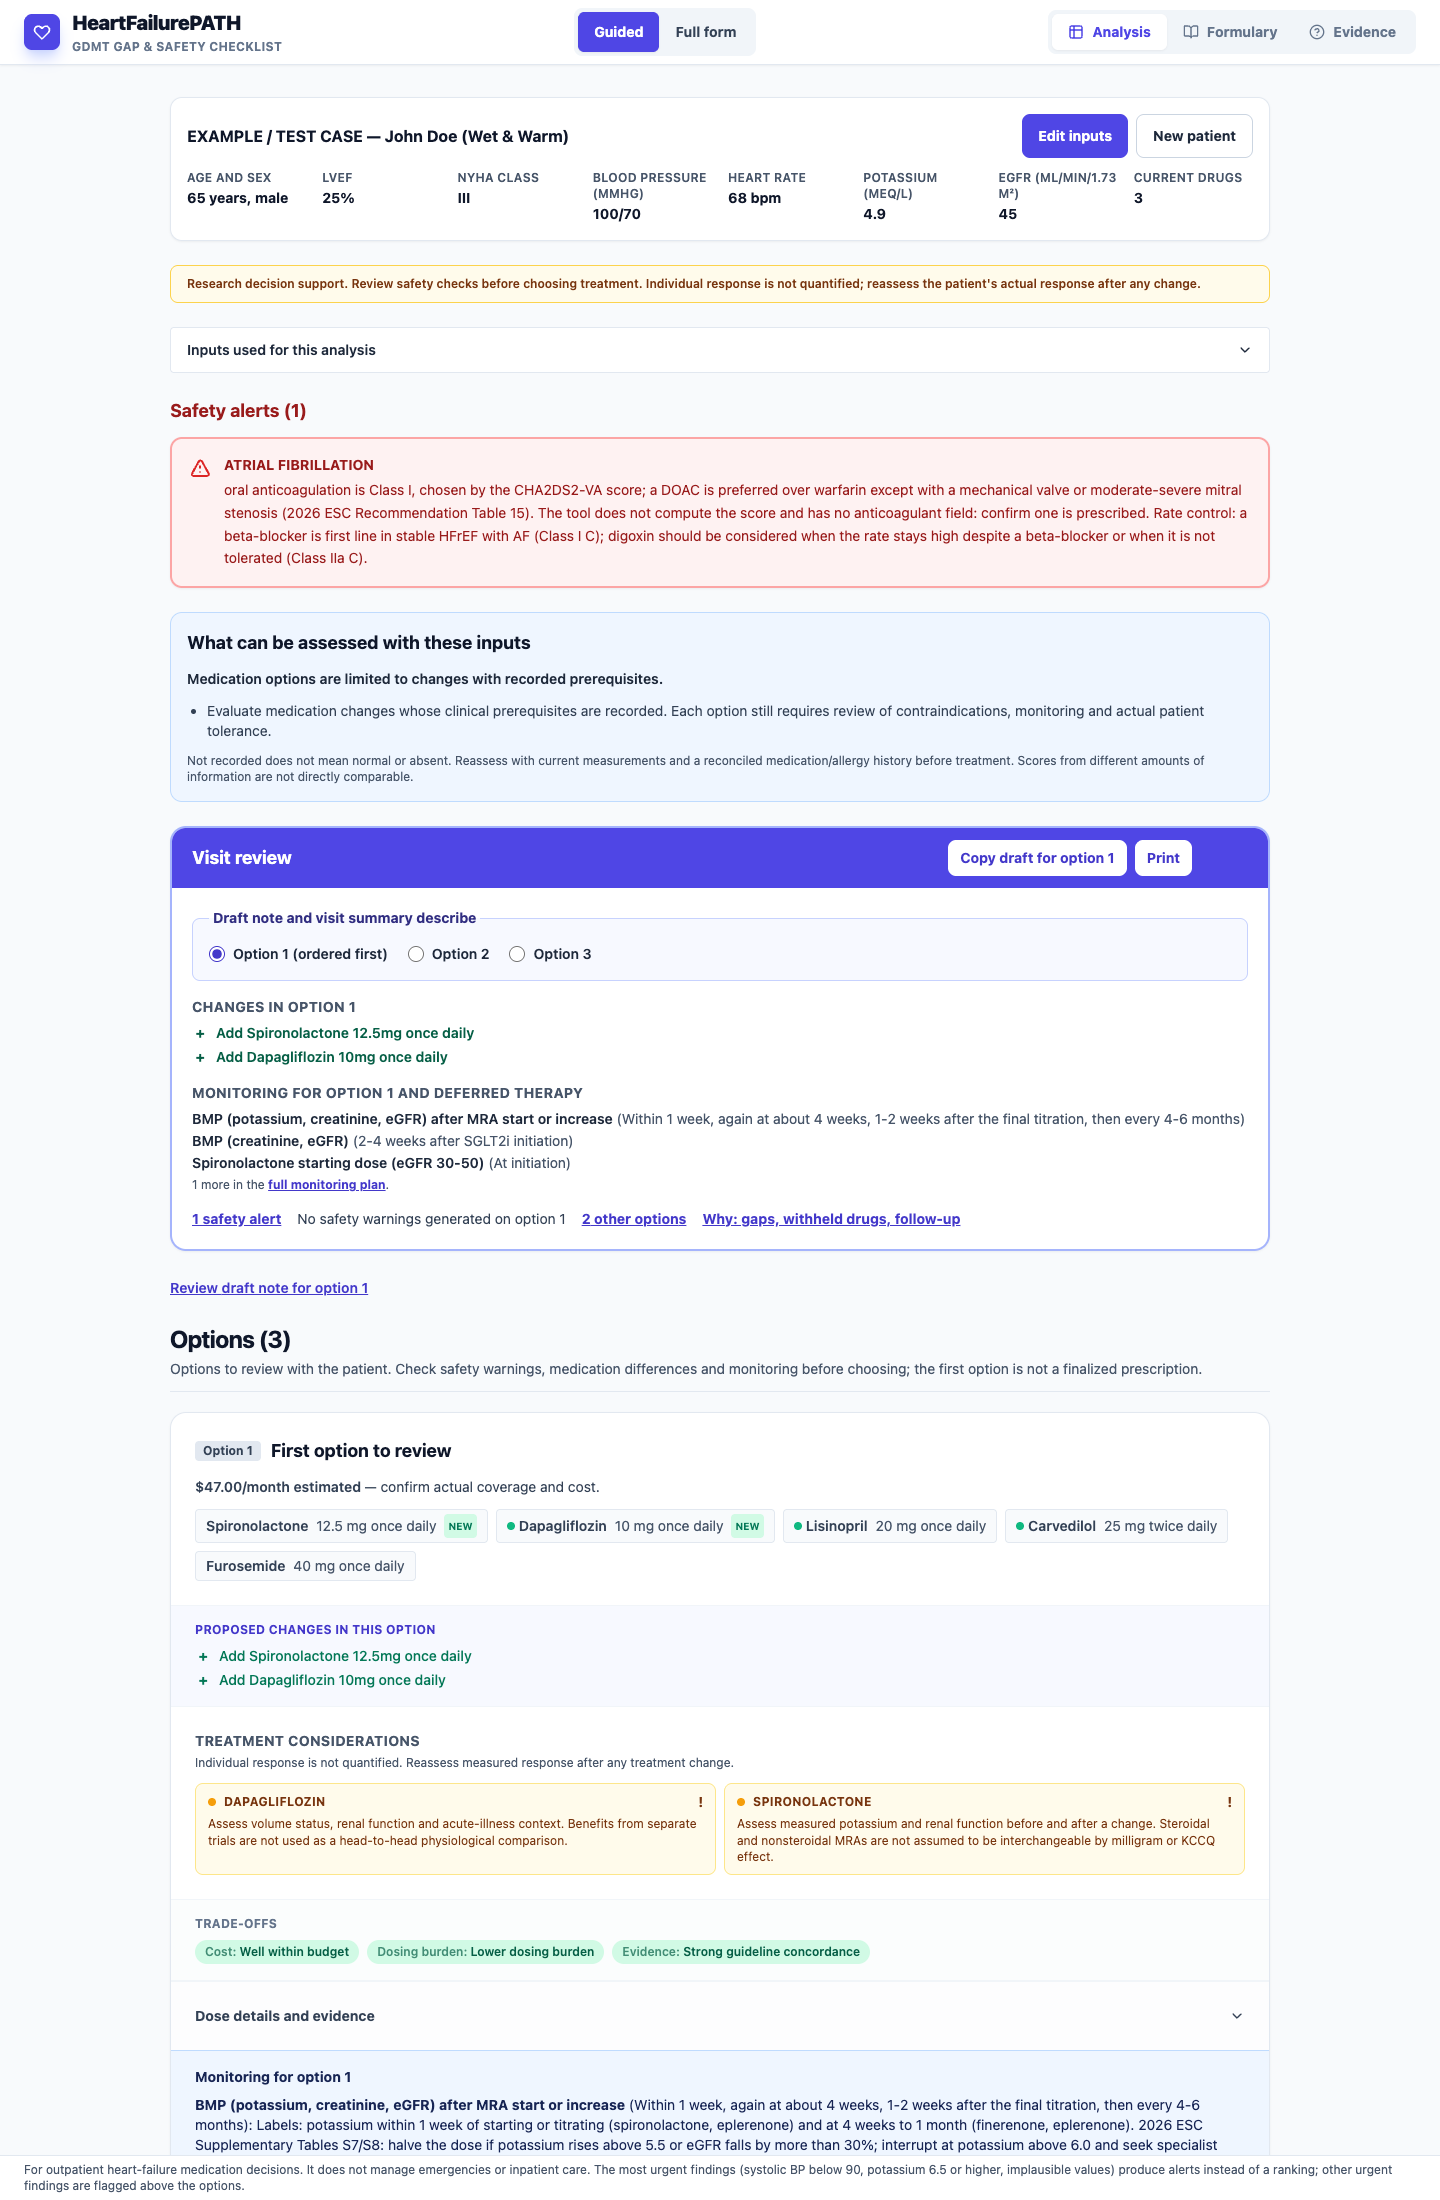 HeartFailurePATH
GDMT GAP & SAFETY CHECKLIST
Guided
Full form
Analysis
Formulary
Evidence
EXAMPLE / TEST CASE — John Doe (Wet & Warm)
Edit inputs
New patient
AGE AND SEX
65 years, male
LVEF
25%
NYHA CLASS
III
BLOOD PRESSURE
(MMHG)
100/70
HEART RATE
68 bpm
POTASSIUM
(MEQ/L)
4.9
EGFR (ML/MIN/1.73
M²)
45
CURRENT DRUGS
3
Research decision support. Review safety checks before choosing treatment. Individual response is not quantified; reassess the patient's actual response after any change.
Inputs used for this analysis
Safety alerts (1)
ATRIAL FIBRILLATION
oral anticoagulation is Class I, chosen by the CHA2DS2-VA score; a DOAC is preferred over warfarin except with a mechanical valve or moderate-severe mitral
stenosis (2026 ESC Recommendation Table 15). The tool does not compute the score and has no anticoagulant field: confirm one is prescribed. Rate control: a
beta-blocker is first line in stable HFrEF with AF (Class I C); digoxin should be considered when the rate stays high despite a beta-blocker or when it is not
tolerated (Class IIa C).
What can be assessed with these inputs
Medication options are limited to changes with recorded prerequisites.
• Evaluate medication changes whose clinical prerequisites are recorded. Each option still requires review of contraindications, monitoring and actual patient
tolerance.
Not recorded does not mean normal or absent. Reassess with current measurements and a reconciled medication/allergy history before treatment. Scores from different amounts of
information are not directly comparable.
Visit review
Copy draft for option 1
Print
Draft note and visit summary describe
Option 1 (ordered first)
Option 2
Option 3
CHANGES IN OPTION 1
+ Add Spironolactone 12.5mg once daily
+ Add Dapagliflozin 10mg once daily
MONITORING FOR OPTION 1 AND DEFERRED THERAPY
BMP (potassium, creatinine, eGFR) after MRA start or increase (Within 1 week, again at about 4 weeks, 1-2 weeks after the final titration, then every 4-6 months)
BMP (creatinine, eGFR) (2-4 weeks after SGLT2i initiation)
Spironolactone starting dose (eGFR 30-50) (At initiation)
1 more in the full monitoring plan.
1 safety alert
No safety warnings generated on option 1
2 other options
Why: gaps, withheld drugs, follow-up
Review draft note for option 1
Options (3)
Options to review with the patient. Check safety warnings, medication differences and monitoring before choosing; the first option is not a finalized prescription.
Option 1
First option to review
$47.00/month estimated — confirm actual coverage and cost.
Spironolactone 12.5 mg once daily NEW
Dapagliflozin 10 mg once daily NEW
Lisinopril 20 mg once daily
Carvedilol 25 mg twice daily
Furosemide 40 mg once daily
PROPOSED CHANGES IN THIS OPTION
+ Add Spironolactone 12.5mg once daily
+ Add Dapagliflozin 10mg once daily
TREATMENT CONSIDERATIONS
Individual response is not quantified. Reassess measured response after any treatment change.
DAPAGLIFLOZIN !
Assess volume status, renal function and acute-illness context. Benefits from separate
trials are not used as a head-to-head physiological comparison.
SPIRONOLACTONE !
Assess measured potassium and renal function before and after a change. Steroidal
and nonsteroidal MRAs are not assumed to be interchangeable by milligram or KCCQ
effect.
TRADE-OFFS
Cost: Well within budget
Dosing burden: Lower dosing burden
Evidence: Strong guideline concordance
Dose details and evidence
Monitoring for option 1
BMP (potassium, creatinine, eGFR) after MRA start or increase (Within 1 week, again at about 4 weeks, 1-2 weeks after the final titration, then every 4-6
months): Labels: potassium within 1 week of starting or titrating (spironolactone, eplerenone) and at 4 weeks to 1 month (finerenone, eplerenone). 2026 ESC
Supplementary Tables S7/S8: halve the dose if potassium rises above 5.5 or eGFR falls by more than 30%; interrupt at potassium above 6.0 and seek specialist
For outpatient heart-failure medication decisions. It does not manage emergencies or inpatient care. The most urgent findings (systolic BP below 90, potassium 6.5 or higher, implausible values) produce alerts instead of a ranking; other urgent
findings are flagged above the options.